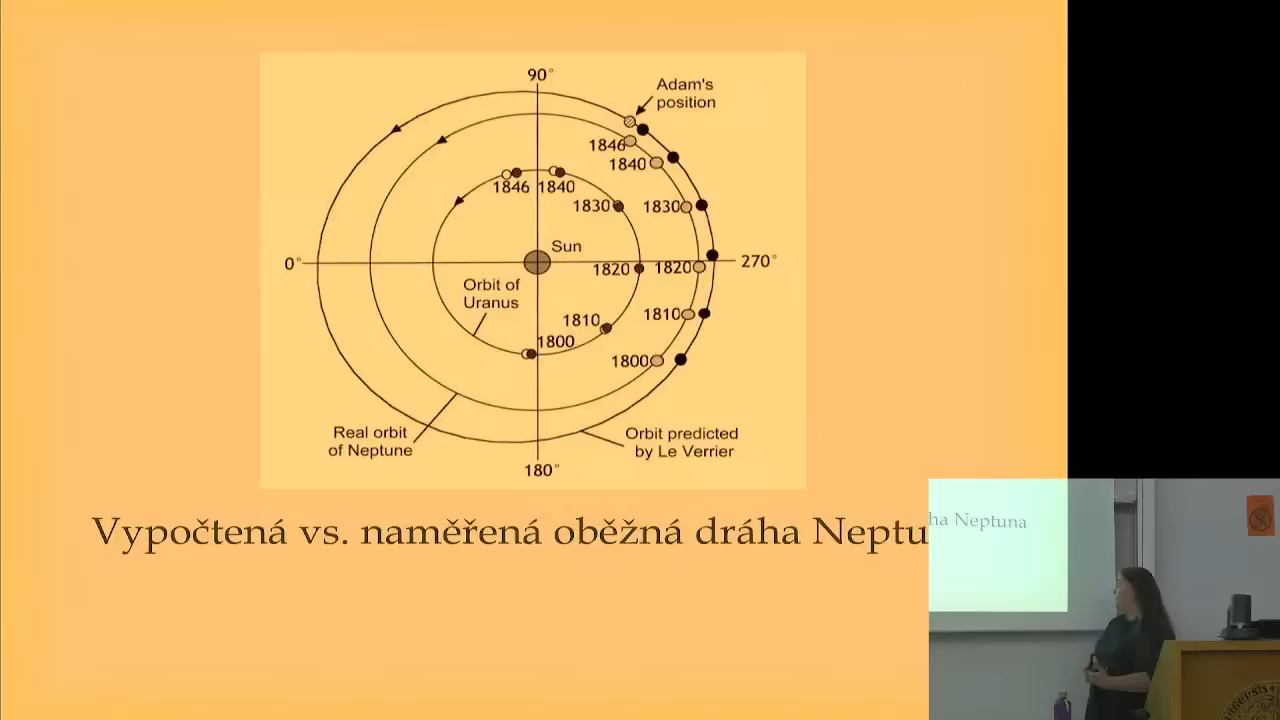 90°
Adam's
position
1846
1840
1846
1840
1830
1830
Sun
0°
270°
1820
1820
Orbit of
Uranus
1810
1810
1800
1800
Real orbit
of Neptune
Orbit predicted
by Le Verrier
180°
Vypočtená vs. naměřená oběžná dráha Neptu
ha Neptuna